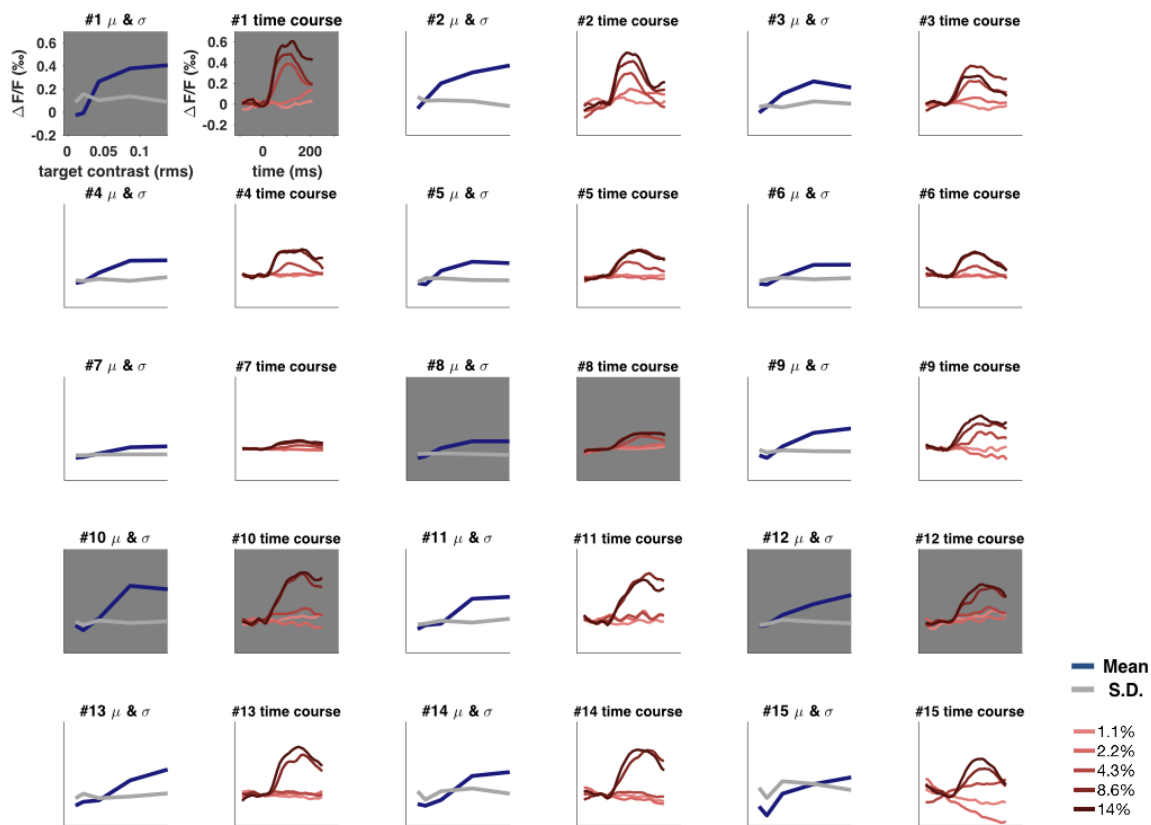 #1 μ & σ
#1 time course
#2 μ & σ
#2 time course
#3 μ & σ
#3 time course
ΔF/F (‰)
0.6
0.4
0.2
0
-0.2
0
0.05
0.1
target contrast (rms)
ΔF/F (‰)
0.6
0.4
0.2
0
-0.2
0
200
time (ms)
#4 μ & σ
#4 time course
#5 μ & σ
#5 time course
#6 μ & σ
#6 time course
#7 μ & σ
#7 time course
#8 μ & σ
#8 time course
#9 μ & σ
#9 time course
#10 μ & σ
#10 time course
#11 μ & σ
#11 time course
#12 μ & σ
#12 time course
#13 μ & σ
#13 time course
#14 μ & σ
#14 time course
#15 μ & σ
#15 time course
Mean
S.D.
1.1%
2.2%
4.3%
8.6%
14%